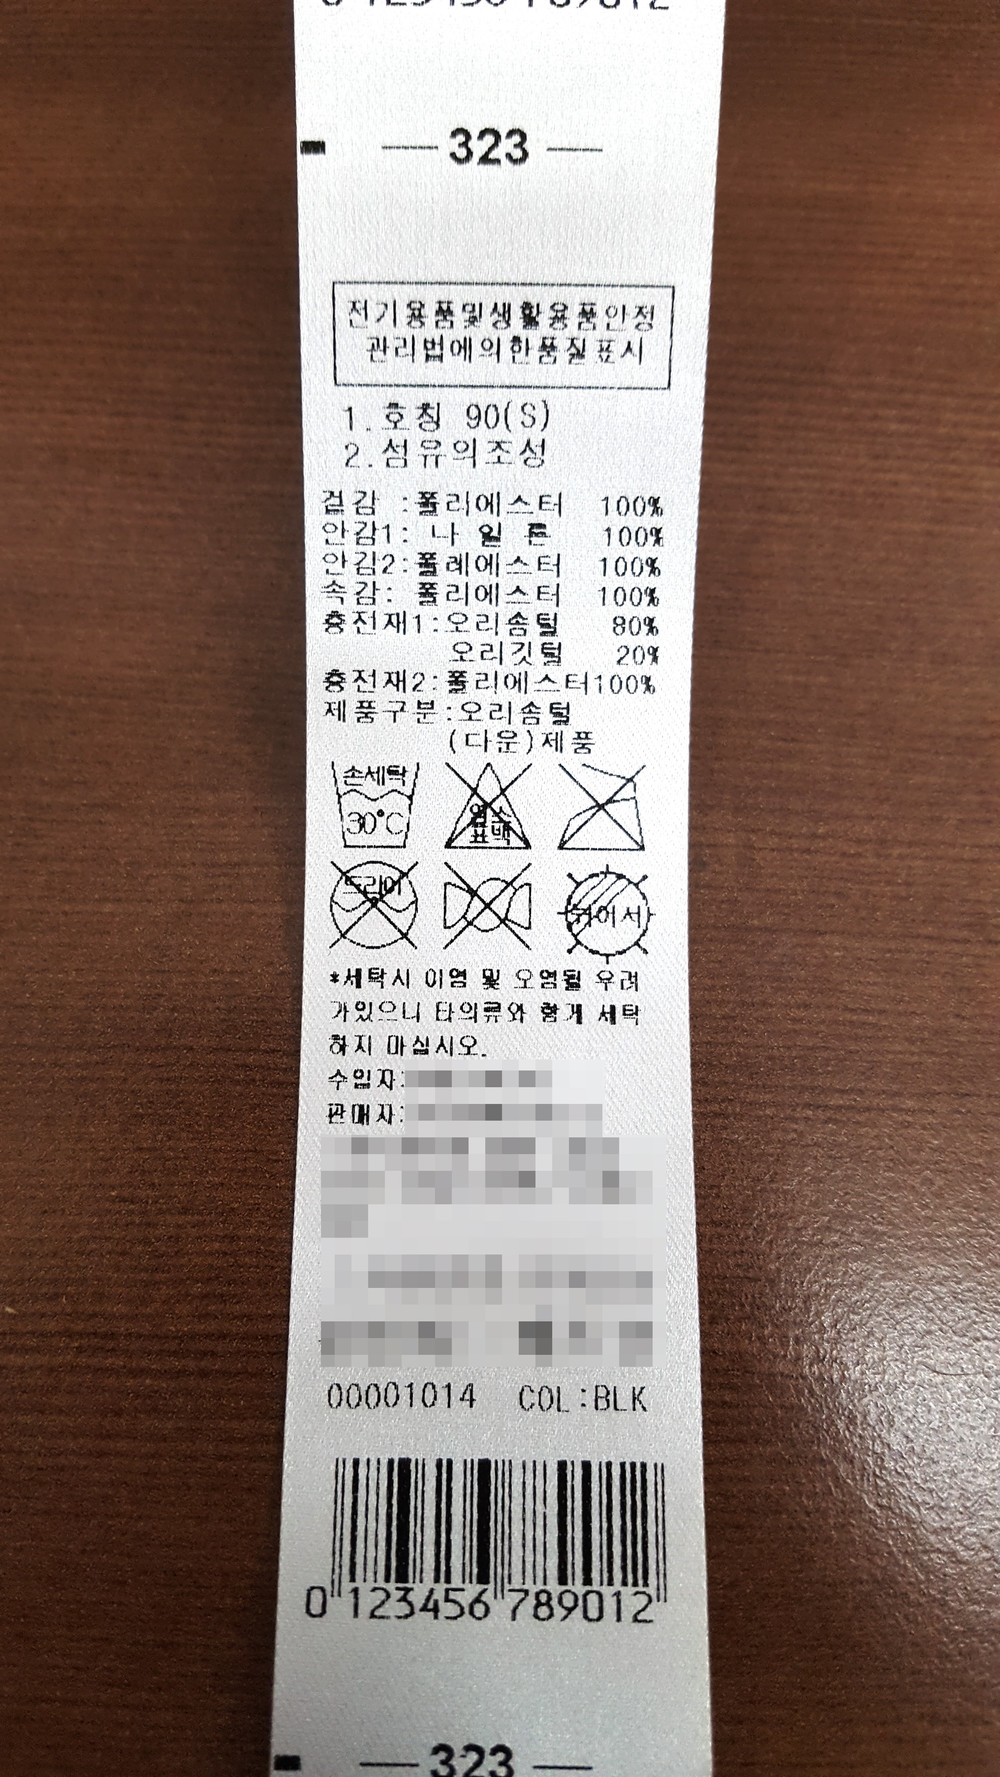 323
전기용품및생활용품안정
관리법에의한품질표시
1.호칭 90(S)
2.섬유의조성
겉감 :폴리에스터 100%
안감1: 나 일 론 100%
안감2:폴레에스터 100%
속감: 폴리에스터 100%
충전재1:오리솜털 80%
오리깃털 20%
충전재2:폴리에스터100%
제품구분:오리솜털
(다운)제품
손세탁
30°C
염소
표백
드라이
뉘어서
*세탁시 이염 및 오염될 우려
가있으니 타의류와 함게 세탁
하지 마십시오.
수입자:
판매자:
00001014 COL:BLK
0 123456 789012
323